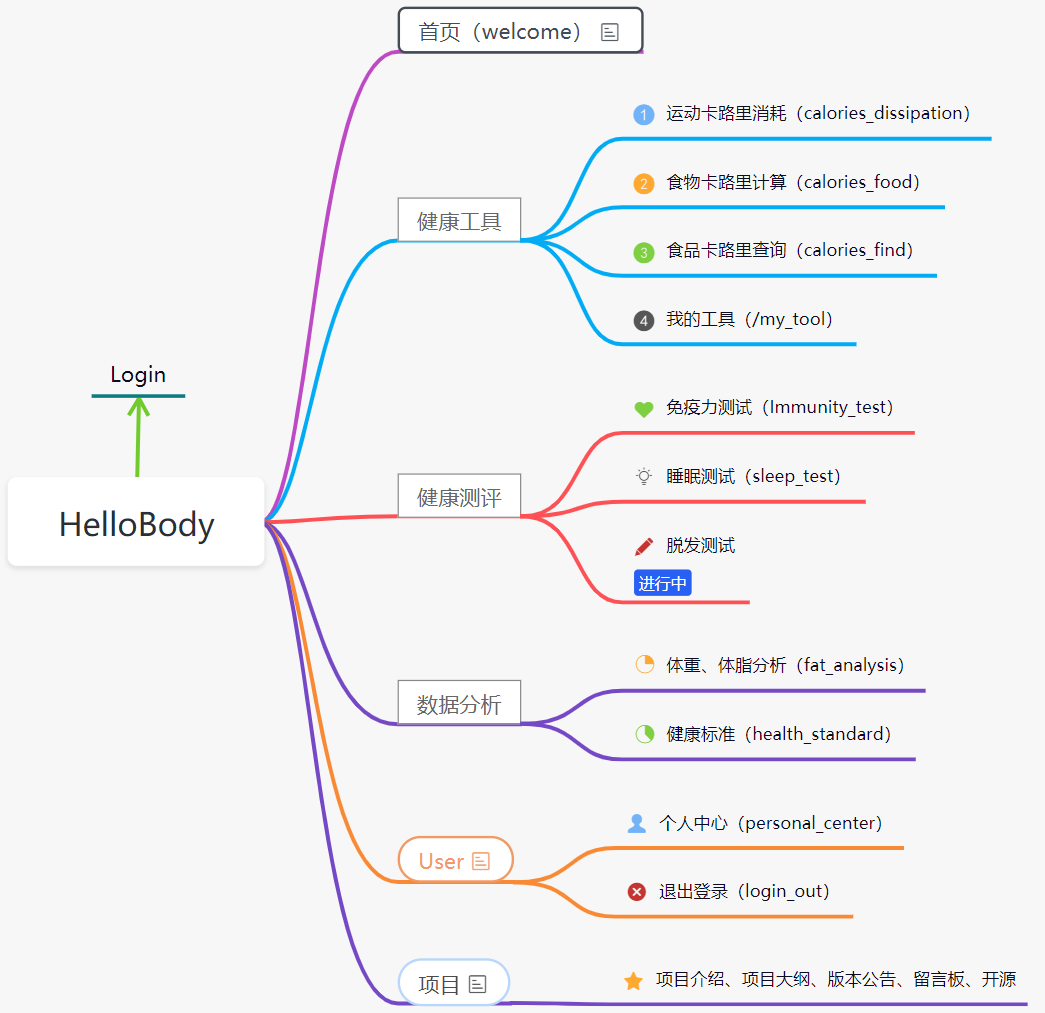 首页（welcome）
① 运动卡路里消耗（calories_dissipation）
② 食物卡路里计算（calories_food）
健康工具
③ 食品卡路里查询（calories_find）
④ 我的工具（/my_tool）
Login
免疫力测试（Immunity_test）
睡眠测试（sleep_test）
健康测评
HelloBody
脱发测试
进行中
体重、体脂分析（fat_analysis）
数据分析
健康标准（health_standard）
个人中心（personal_center）
User
退出登录（login_out）
项目
项目介绍、项目大纲、版本公告、留言板、开源